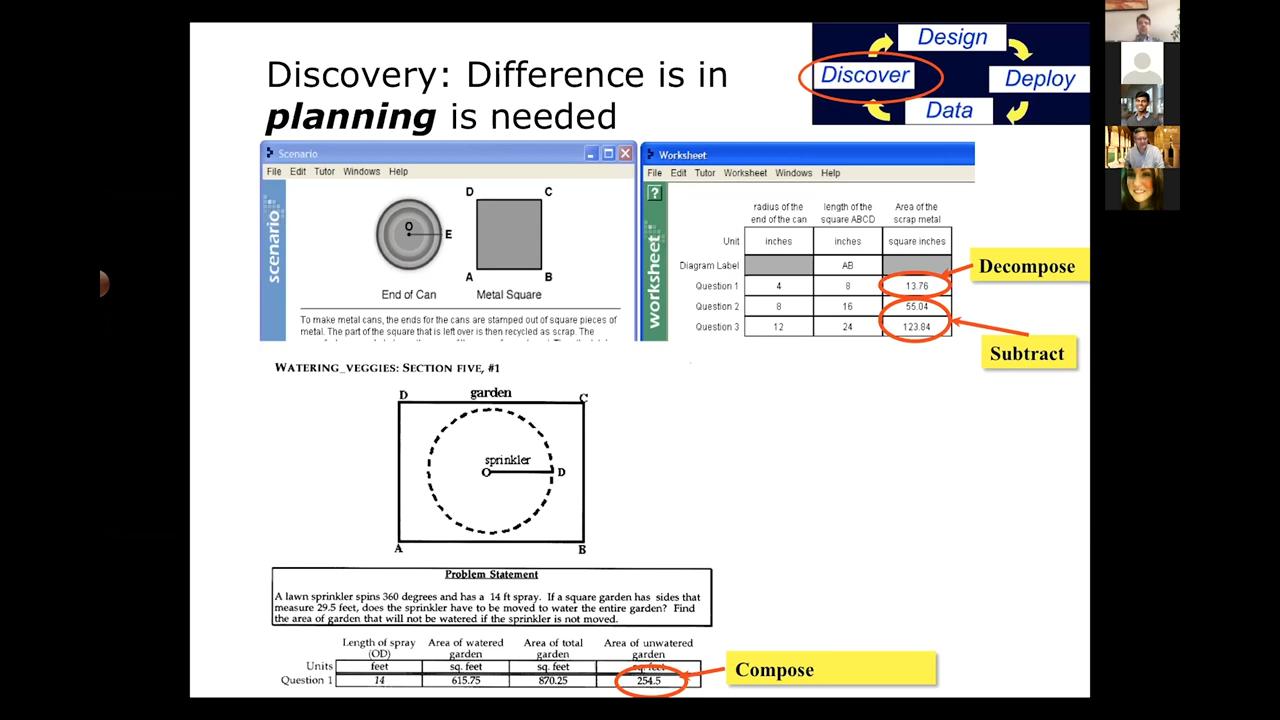 Discovery: Difference is in
planning is needed
Design
Discover
Deploy
Data
Scenario
File Edit Tutor Windows Help
scenario
D C
O
E
A B
End of Can Metal Square
To make metal cans, the ends for the cans are stamped out of square pieces of
metal. The part of the square that is left over is then recycled as scrap. The
Worksheet
File Edit Tutor Worksheet Windows Help
?
worksheet
radius of the length of the Area of the
end of the can square ABCD scrap metal
Unit inches inches square inches
Diagram Label AB
Question 1 4 8 13.76
Question 2 8 16 55.04
Question 3 12 24 123.84
Decompose
Subtract
WATERING_VEGGIES: SECTION FIVE, #1
D garden C
sprinkler
O D
A B
Problem Statement
A lawn sprinkler spins 360 degrees and has a 14 ft spray. If a square garden has sides that
measure 29.5 feet, does the sprinkler have to be moved to water the entire garden? Find
the area of garden that will not be watered if the sprinkler is not moved.
Length of spray Area of watered Area of total Area of unwatered
(OD) garden garden garden
Units feet sq. feet sq. feet sq. feet
Question 1 14 615.75 870.25 254.5
Compose